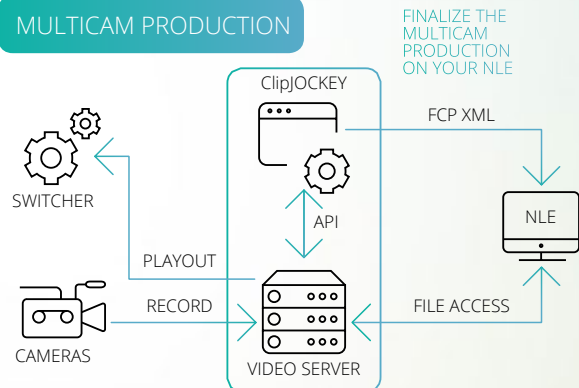 MULTICAM PRODUCTION
FINALIZE THE
MULTICAM
PRODUCTION
ON YOUR NLE
ClipJOCKEY
FCP XML
SWITCHER
API
NLE
PLAYOUT
RECORD
FILE ACCESS
CAMERAS
VIDEO SERVER